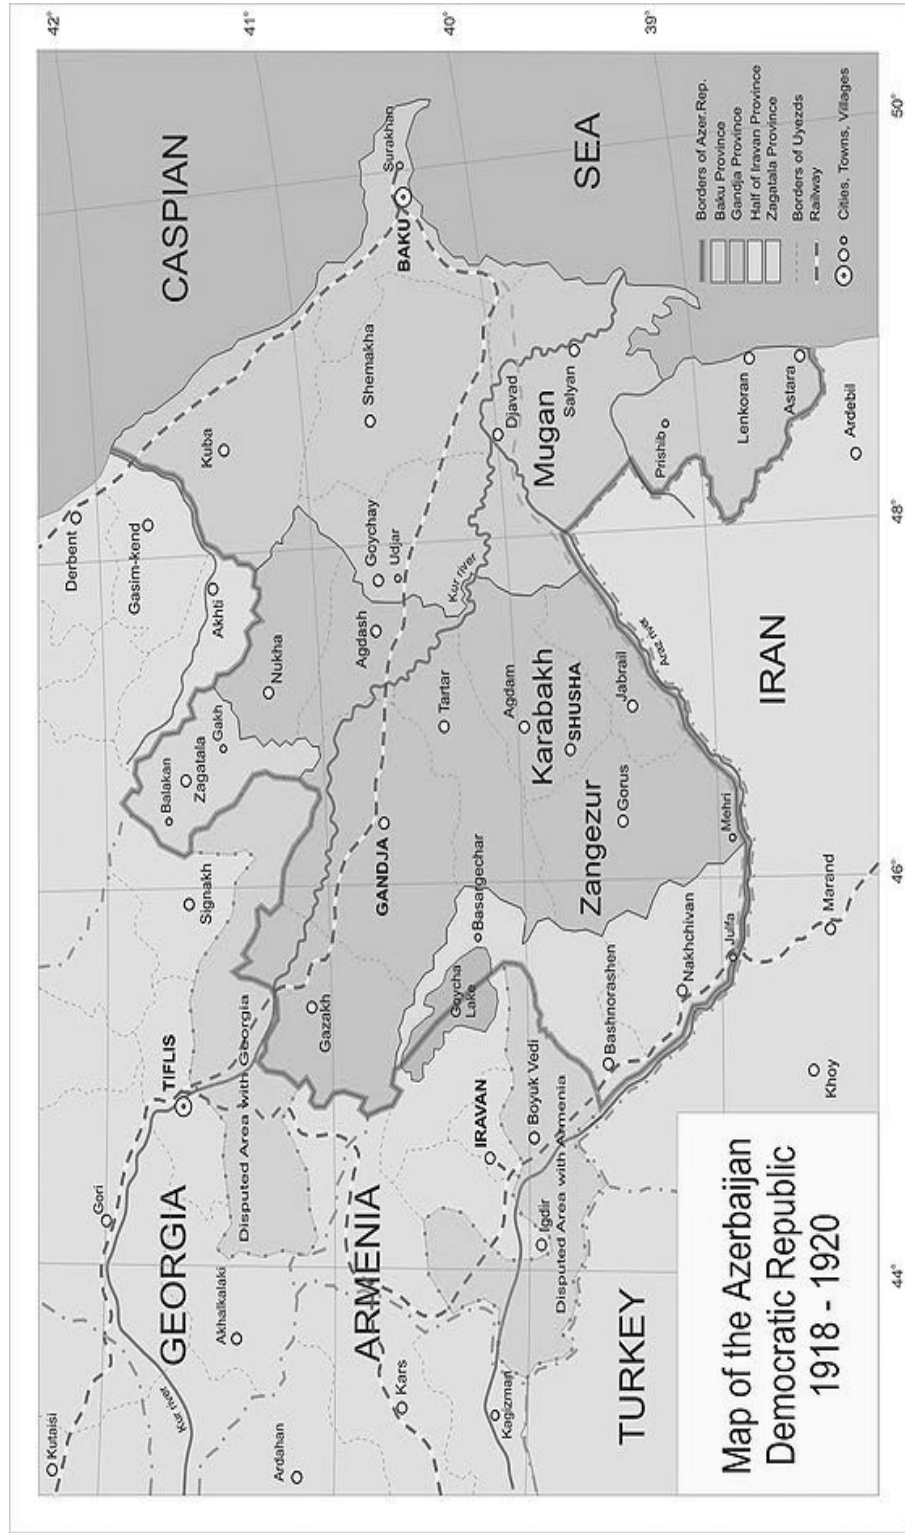 Map of the Azerbaijan
Democratic Republic
1918 - 1920
42°
41°
40°
39°
50°
48°
46°
44°
CASPIAN
SEA
GEORGIA
ARMENIA
TURKEY
IRAN
Borders of Azer.Rep.
Baku Province
Gandja Province
Half of Iravan Province
Zagatala Province
Borders of Uyezds
Railway
Cities, Towns, Villages
Kutaisi
Gori
Kur river
TIFLIS
Akhalkalaki
Ardahan
Kars
Kagizman
Disputed Area with Georgia
Disputed Area with Armenia
Igdir
IRAVAN
Boyuk Vedi
Goycha
Lake
Basargechar
Bashnorashen
Nakhchivan
Julfa
Khoy
Marand
Mehri
Signakh
Gazakh
GANDJA
Balakan
Zagatala
Gakh
Nukha
Tartar
Agdam
Karabakh
SHUSHA
Zangezur
Gorus
Jabrail
Araz river
Agdash
Goychay
Udjar
Kur river
Derbent
Gasim-kend
Akhti
Kuba
Shemakha
Djavad
Mugan
Salyan
Prishib
Lenkoran
Astara
Ardebil
BAKU
Surakhan